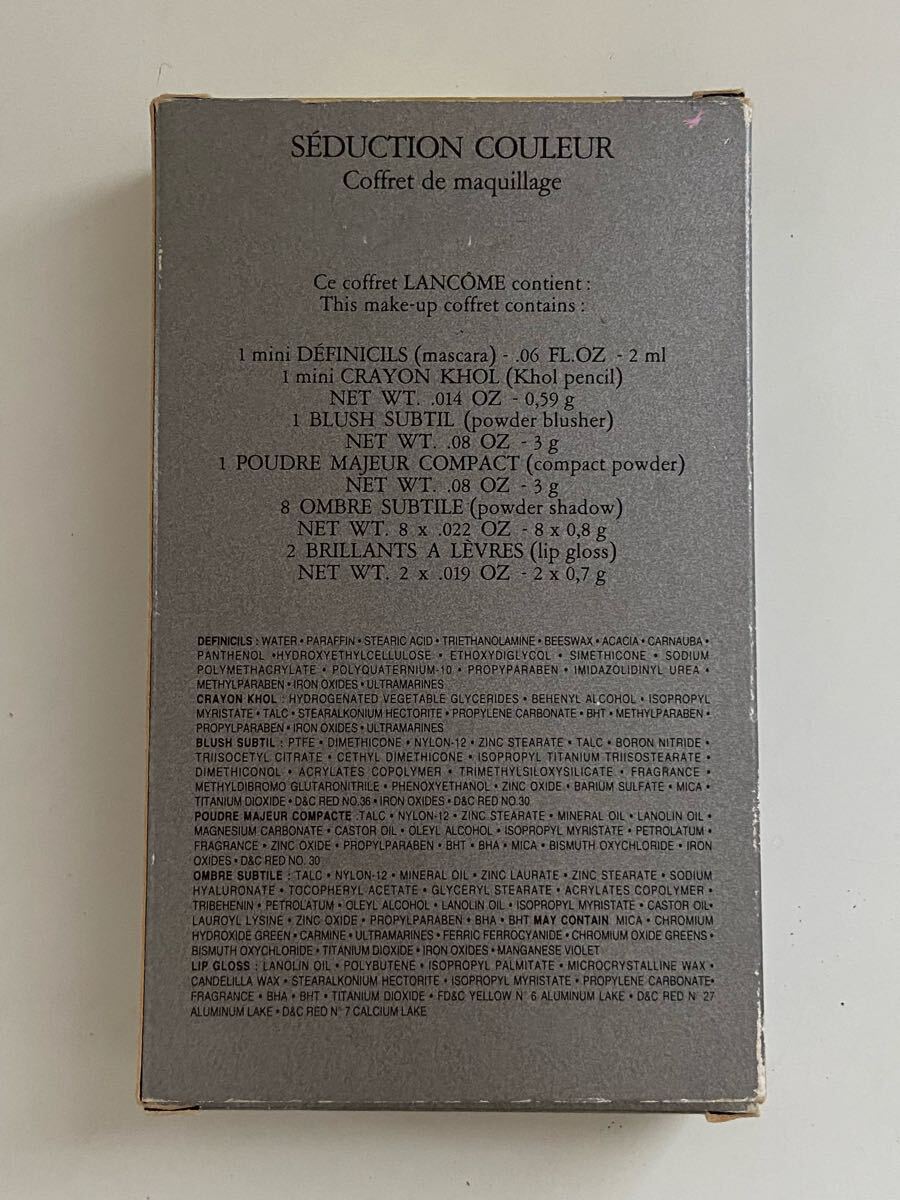 SÉDUCTION COULEUR
Coffret de maquillage
Ce coffret LANCÔME contient :
This make-up coffret contains :
1 mini DÉFINICILS (mascara) - .06 FL.OZ - 2 ml
1 mini CRAYON KHOL (Khol pencil)
NET WT. .014 OZ - 0,59 g
1 BLUSH SUBTIL (powder blusher)
NET WT. .08 OZ - 3 g
1 POUDRE MAJEUR COMPACT (compact powder)
NET WT. .08 OZ - 3 g
8 OMBRE SUBTILE (powder shadow)
NET WT. 8 x .022 OZ - 8 x 0,8 g
2 BRILLANTS A LÈVRES (lip gloss)
NET WT. 2 x .019 OZ - 2 x 0,7 g
DEFINICILS : WATER • PARAFFIN • STEARIC ACID • TRIETHANOLAMINE • BEESWAX • ACACIA • CARNAUBA •
PANTHENOL •HYDROXYETHYLCELLULOSE • ETHOXYDIGLYCOL • SIMETHICONE • SODIUM
POLYMETHACRYLATE • POLYQUATERNIUM-10 • PROPYPARABEN • IMIDAZOLIDINYL UREA •
METHYLPARABEN • IRON OXIDES • ULTRAMARINES
CRAYON KHOL : HYDROGENATED VEGETABLE GLYCERIDES • BEHENYL ALCOHOL • ISOPROPYL
MYRISTATE • TALC • STEARALKONIUM HECTORITE • PROPYLENE CARBONATE • BHT • METHYLPARABEN •
PROPYLPARABEN • IRON OXIDES • ULTRAMARINES
BLUSH SUBTIL : PTFE • DIMETHICONE • NYLON-12 • ZINC STEARATE • TALC • BORON NITRIDE •
TRIISOCETYL CITRATE • CETHYL DIMETHICONE • ISOPROPYL TITANIUM TRIISOSTEARATE •
DIMETHICONOL • ACRYLATES COPOLYMER • TRIMETHYLSILOXYSILICATE • FRAGRANCE •
METHYLDIBROMO GLUTARONITRILE • PHENOXYETHANOL • ZINC OXIDE • BARIUM SULFATE • MICA •
TITANIUM DIOXIDE • D&C RED NO.36 • IRON OXIDES • D&C RED NO.30
POUDRE MAJEUR COMPACTE :TALC • NYLON-12 • ZINC STEARATE • MINERAL OIL • LANOLIN OIL •
MAGNESIUM CARBONATE • CASTOR OIL • OLEYL ALCOHOL • ISOPROPYL MYRISTATE • PETROLATUM •
FRAGRANCE • ZINC OXIDE • PROPYLPARABEN • BHT • BHA • MICA • BISMUTH OXYCHLORIDE • IRON
OXIDES • D&C RED NO. 30
OMBRE SUBTILE : TALC • NYLON-12 • MINERAL OIL • ZINC LAURATE • ZINC STEARATE • SODIUM
HYALURONATE • TOCOPHERYL ACETATE • GLYCERYL STEARATE • ACRYLATES COPOLYMER •
TRIBEHENIN • PETROLATUM • OLEYL ALCOHOL • LANOLIN OIL • ISOPROPYL MYRISTATE • CASTOR OIL•
LAUROYL LYSINE • ZINC OXIDE • PROPYLPARABEN • BHA • BHT MAY CONTAIN MICA • CHROMIUM
HYDROXIDE GREEN • CARMINE • ULTRAMARINES • FERRIC FERROCYANIDE • CHROMIUM OXIDE GREENS •
BISMUTH OXYCHLORIDE • TITANIUM DIOXIDE • IRON OXIDES • MANGANESE VIOLET
LIP GLOSS : LANOLIN OIL • POLYBUTENE • ISOPROPYL PALMITATE • MICROCRYSTALLINE WAX •
CANDELILLA WAX • STEARALKONIUM HECTORITE • ISOPROPYL MYRISTATE • PROPYLENE CARBONATE•
FRAGRANCE • BHA • BHT • TITANIUM DIOXIDE • FD&C YELLOW N° 6 ALUMINUM LAKE • D&C RED N° 27
ALUMINUM LAKE • D&C RED N° 7 CALCIUM LAKE